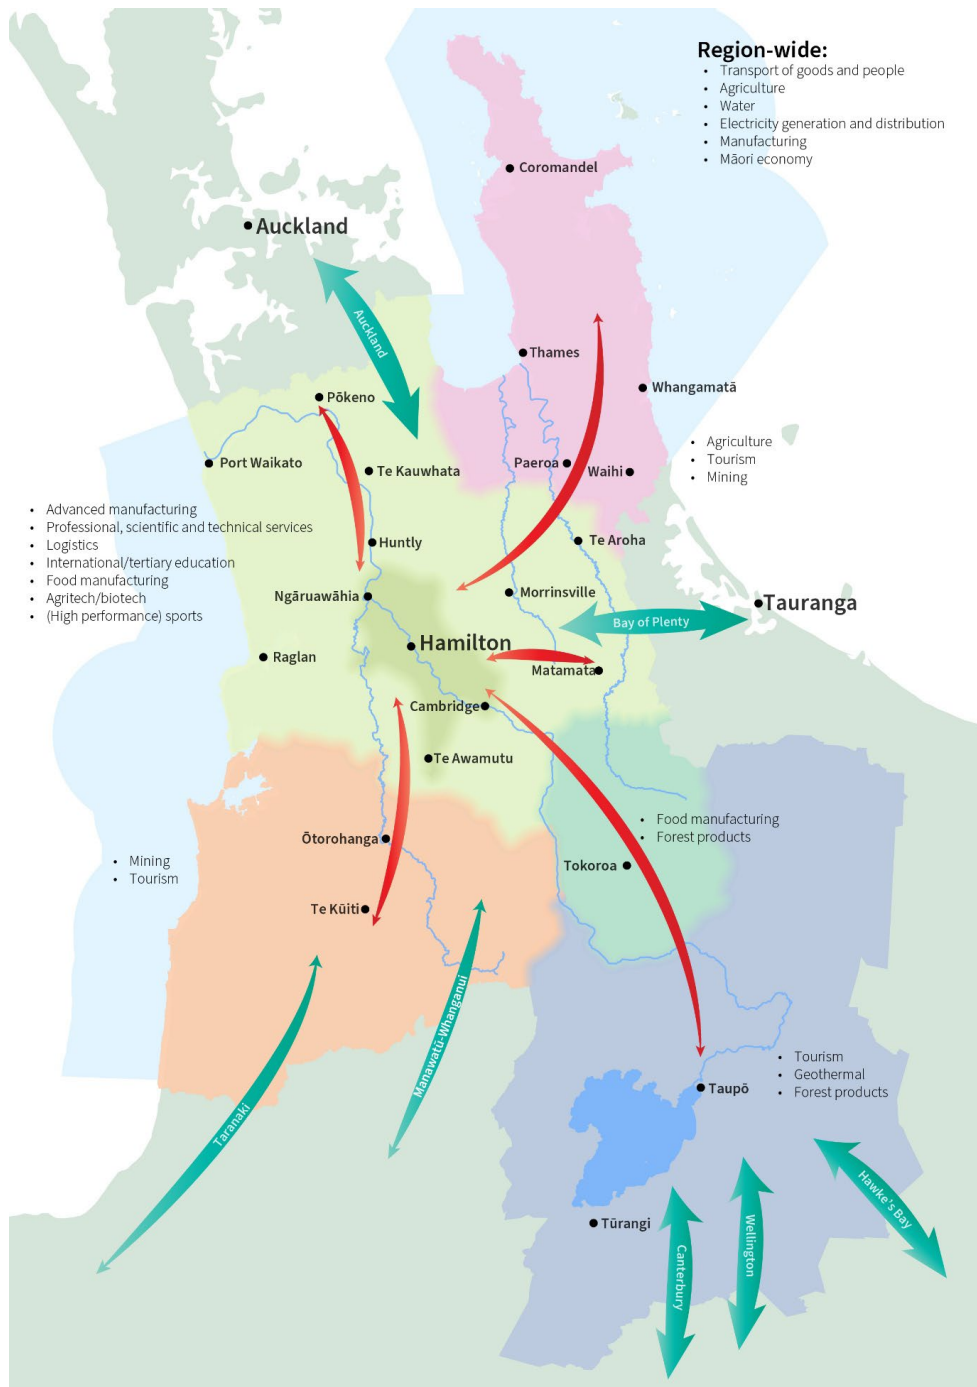 Region-wide:
• Transport of goods and people
• Agriculture
• Water
• Electricity generation and distribution
• Manufacturing
• Māori economy
Coromandel
Auckland
Auckland
Thames
Whangamatā
Pōkeno
Port Waikato
Te Kauwhata
Paeroa
Waihi
• Agriculture
• Tourism
• Mining
• Advanced manufacturing
• Professional, scientific and technical services
• Logistics
• International/tertiary education
• Food manufacturing
• Agritech/biotech
• (High performance) sports
Huntly
Te Aroha
Ngāruawāhia
Morrinsville
Tauranga
Bay of Plenty
Hamilton
Raglan
Matamata
Cambridge
Te Awamutu
• Food manufacturing
• Forest products
Ōtorohanga
• Mining
• Tourism
Tokoroa
Te Kūiti
Manawatū-Whanganui
Taranaki
• Tourism
• Geothermal
• Forest products
Taupō
Tūrangi
Canterbury
Wellington
Hawke's Bay